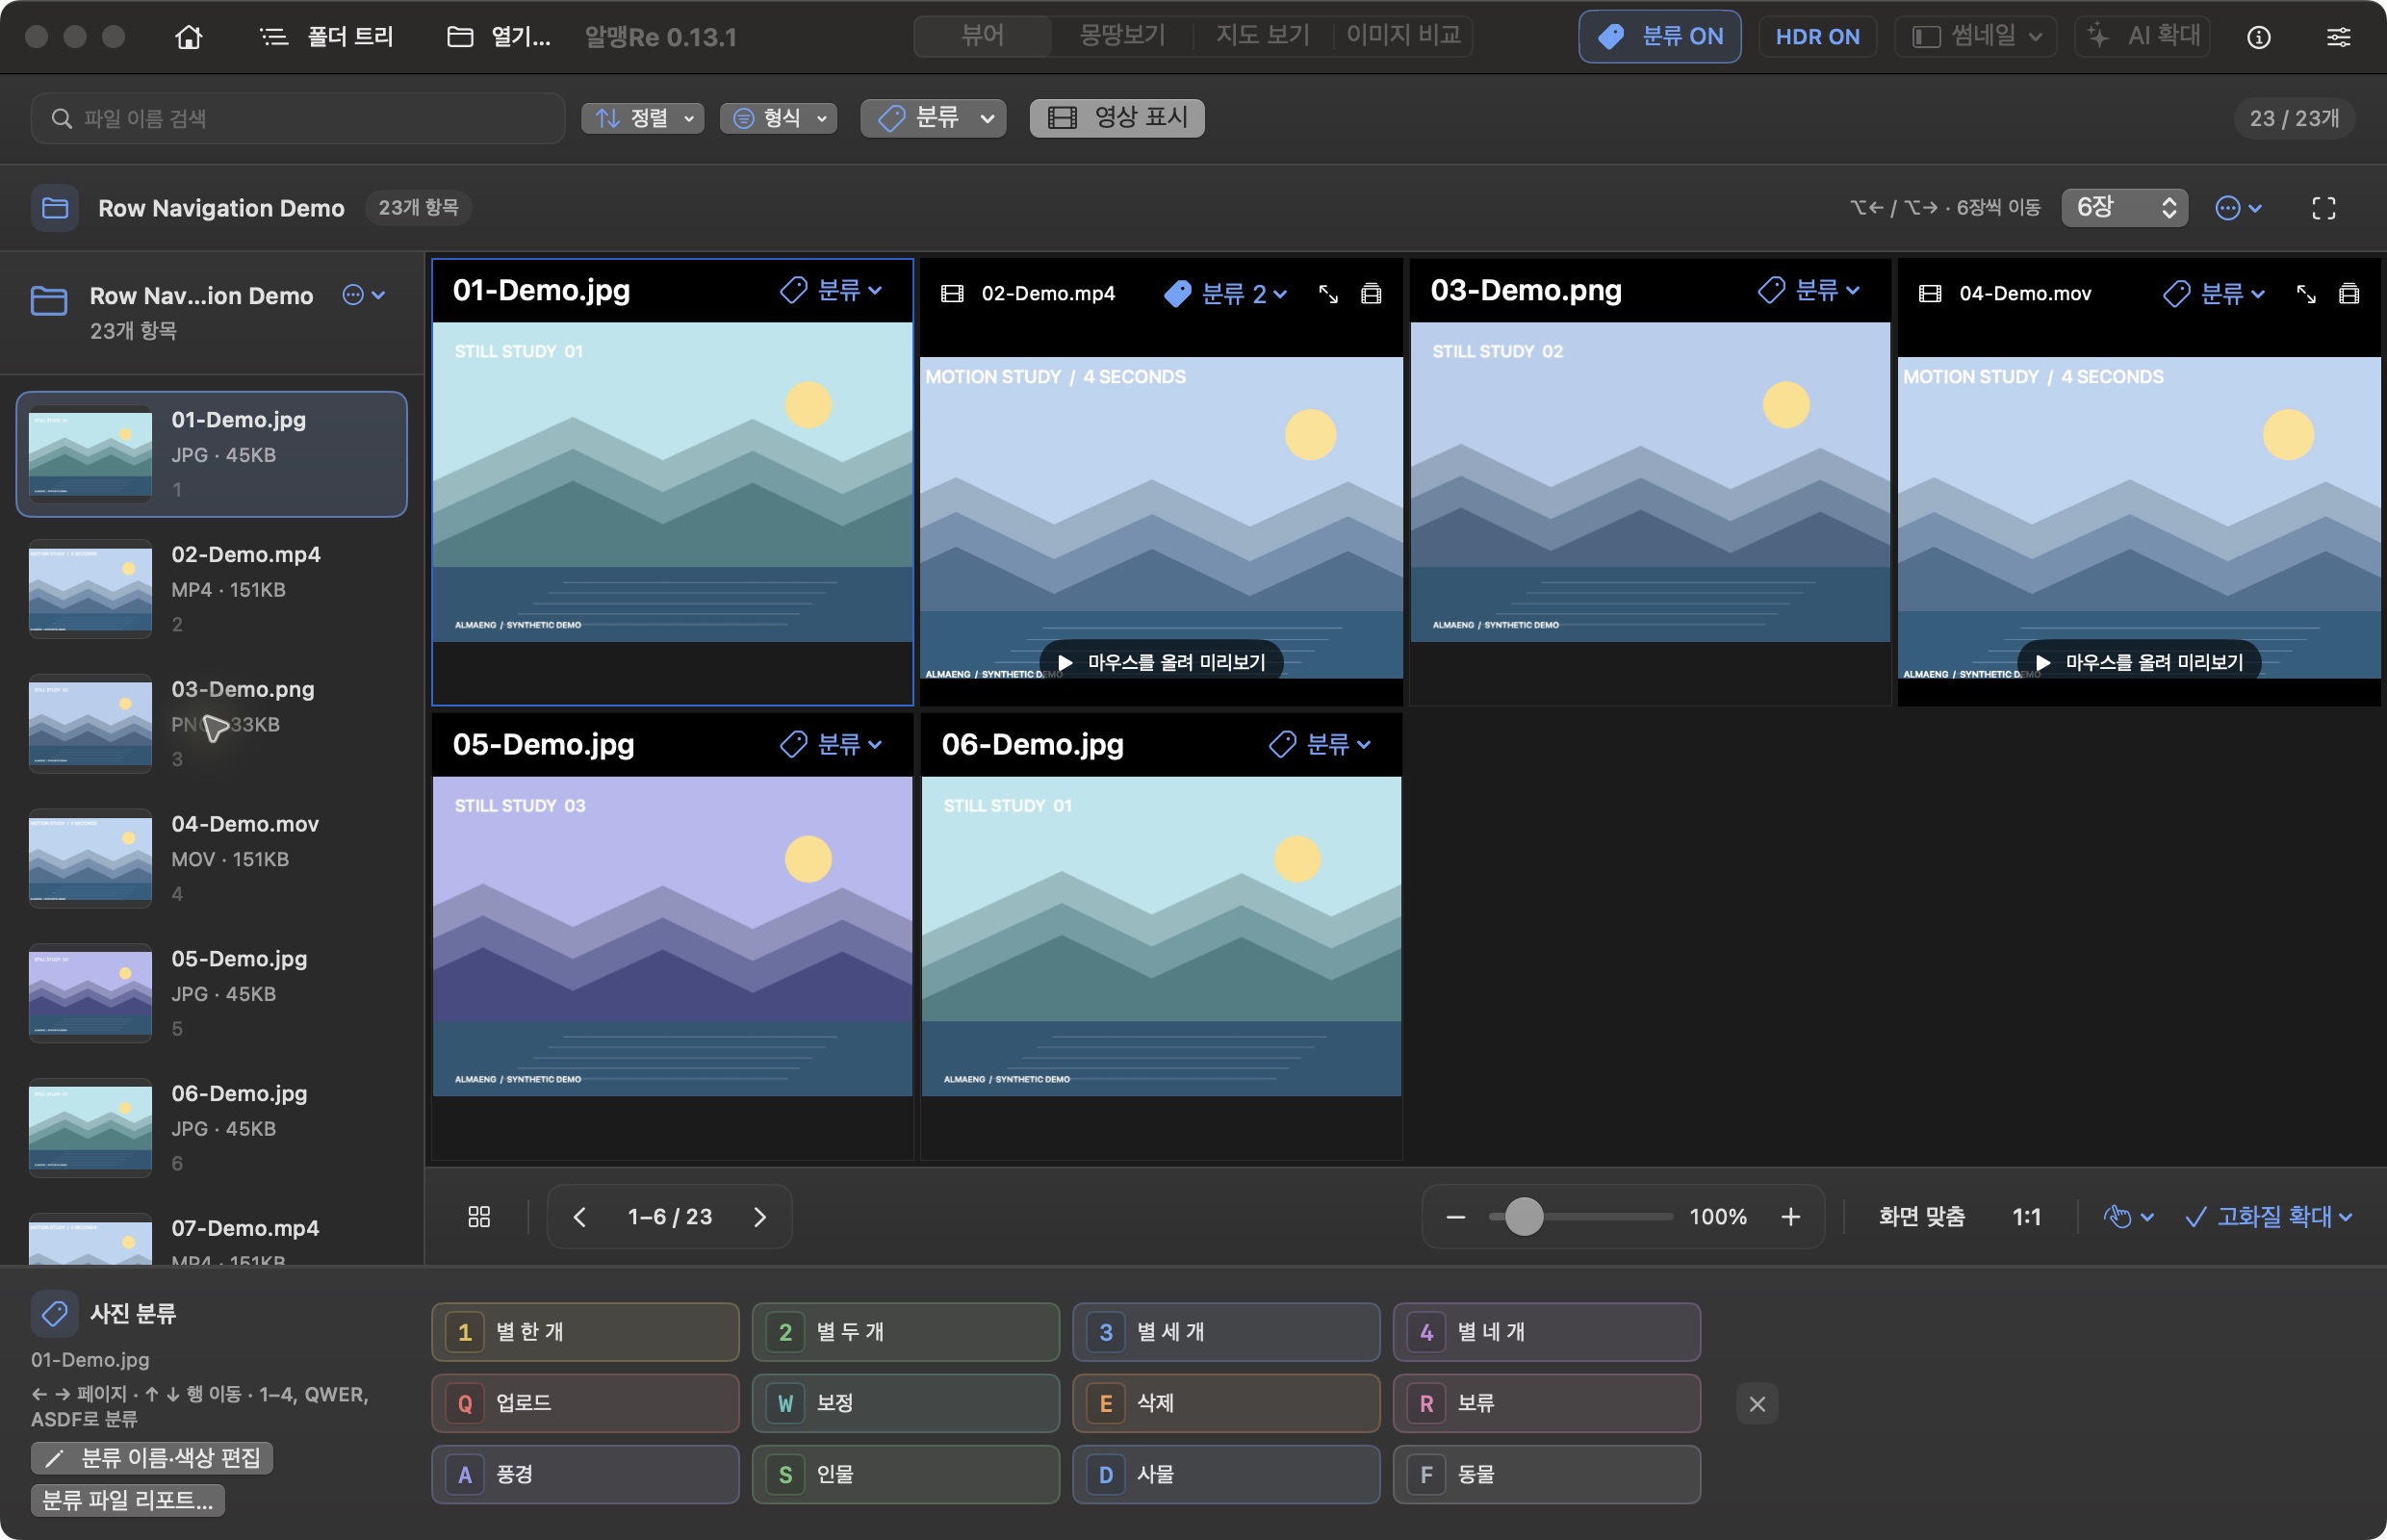 폴더 트리 열기... 알맹Re 0.13.1 뷰어 몽땅보기 지도 보기 이미지 비교 분류 ON HDR ON 썸네일 AI 확대
파일 이름 검색 정렬 형식 분류 영상 표시 23 / 23개
Row Navigation Demo 23개 항목 ⌥← / ⌥→ · 6장씩 이동 6장
Row Nav...ion Demo
23개 항목
01-Demo.jpg
JPG · 45KB
1
02-Demo.mp4
MP4 · 151KB
2
03-Demo.png
33KB
3
04-Demo.mov
MOV · 151KB
4
05-Demo.jpg
JPG · 45KB
5
06-Demo.jpg
JPG · 45KB
6
07-Demo.mp4
MP4 · 151KB
01-Demo.jpg 분류
STILL STUDY 01
ALMAENG / SYNTHETIC DEMO
02-Demo.mp4 분류 2
MOTION STUDY / 4 SECONDS
마우스를 올려 미리보기
ALMAENG / SYNTHETIC DEMO
03-Demo.png 분류
STILL STUDY 02
ALMAENG / SYNTHETIC DEMO
04-Demo.mov 분류
MOTION STUDY / 4 SECONDS
마우스를 올려 미리보기
ALMAENG / SYNTHETIC DEMO
05-Demo.jpg 분류
STILL STUDY 03
ALMAENG / SYNTHETIC DEMO
06-Demo.jpg 분류
STILL STUDY 01
ALMAENG / SYNTHETIC DEMO
1–6 / 23 100% 화면 맞춤 1:1 고화질 확대
사진 분류
01-Demo.jpg
← → 페이지 · ↑ ↓ 행 이동 · 1–4, QWER,
ASDF로 분류
분류 이름·색상 편집
분류 파일 리포트...
1 별 한 개 2 별 두 개 3 별 세 개 4 별 네 개
Q 업로드 W 보정 E 삭제 R 보류
A 풍경 S 인물 D 사물 F 동물